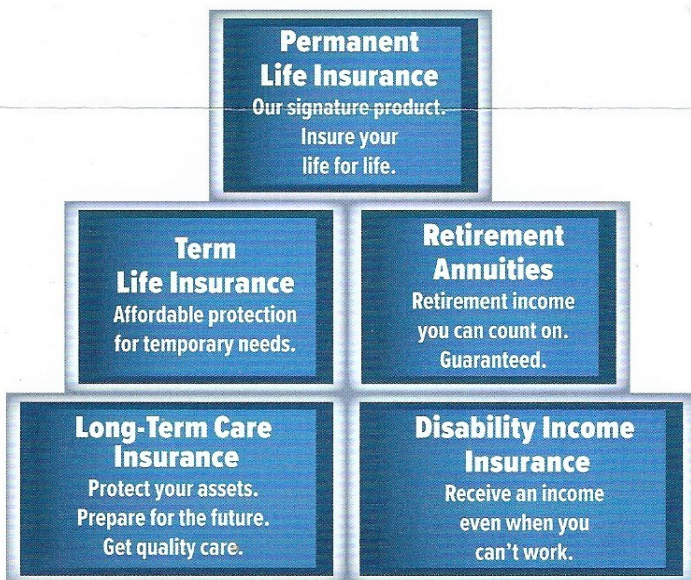 Permanent
Life Insurance
Our signature product.
Insure your
life for life.
Term
Life Insurance
Affordable protection
for temporary needs.
Retirement
Annuities
Retirement income
you can count on.
Guaranteed.
Long-Term Care
Insurance
Protect your assets.
Prepare for the future.
Get quality care.
Disability Income
Insurance
Receive an income
even when you
can't work.